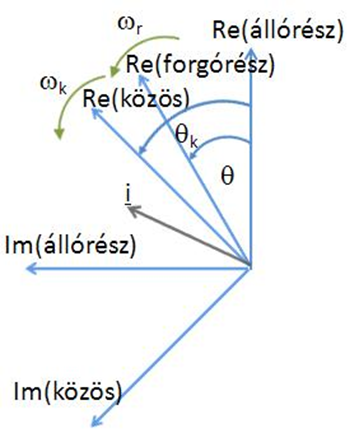 ωᵣ
Re(állórész)
Re(forgórész)
ωₖ
Re(közös)
θₖ
θ
i
Im(állórész)
Im(közös)